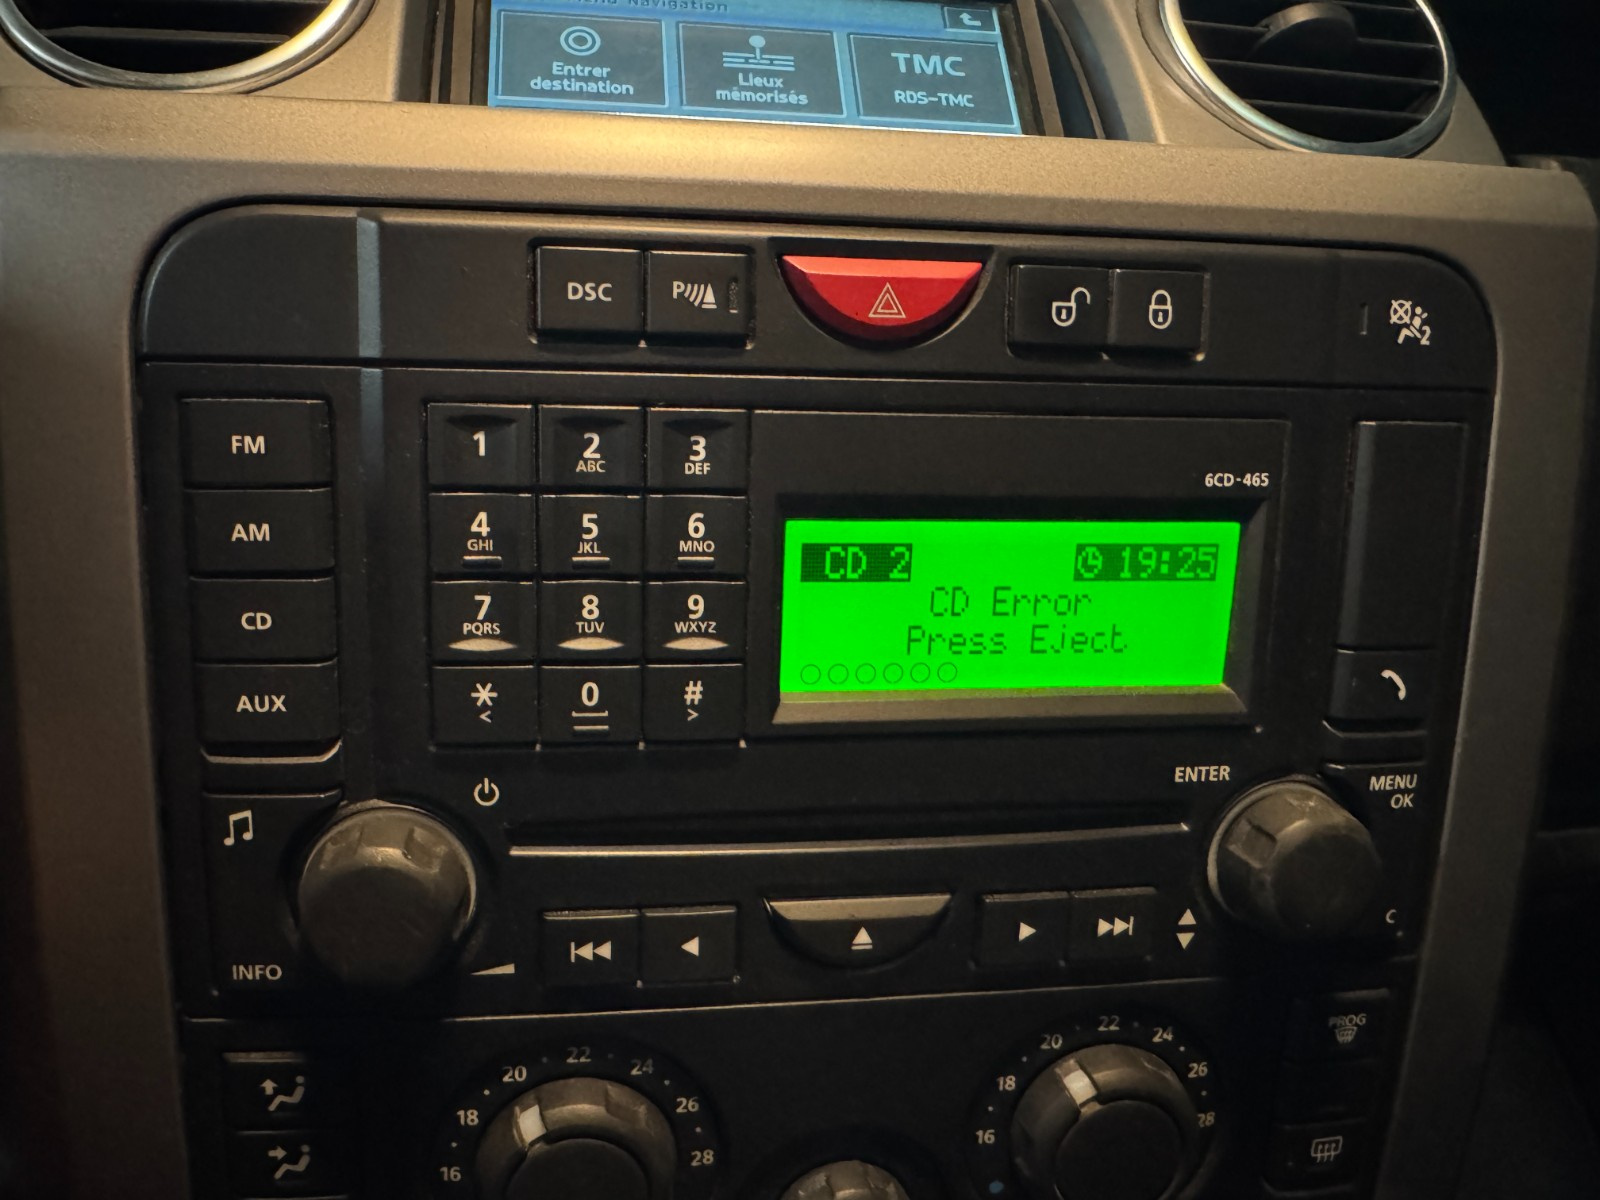 Navigation
Entrer
destination
Lieux
mémorisés
TMC
RDS-TMC
DSC
P
2
FM
AM
CD
AUX
1
2
ABC
3
DEF
4
GHI
5
JKL
6
MNO
7
PQRS
8
TUV
9
WXYZ
*
<
0
#
>
6CD-465
CD 2
19:25
CD Error
Press Eject
ENTER
MENU
OK
INFO
C
PROG
16
18
20
22
24
26
28
16
18
20
22
24
26
28